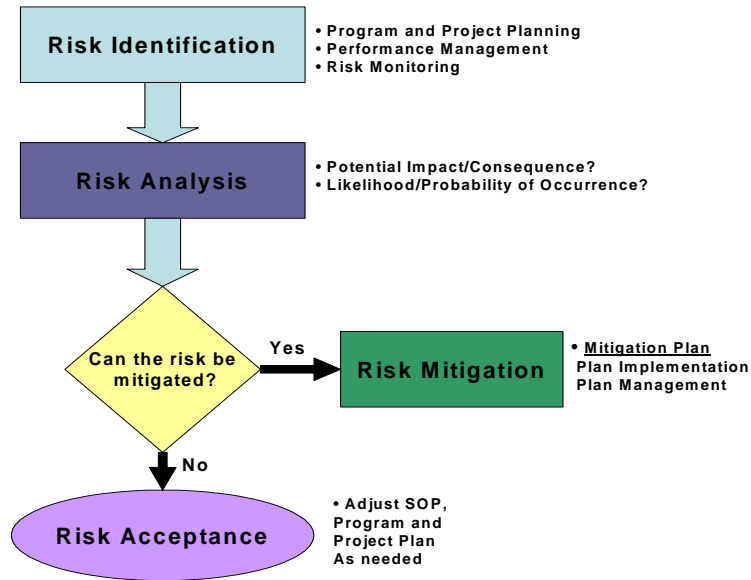 Risk Identification
• Program and Project Planning
• Performance Management
• Risk Monitoring
Risk Analysis
• Potential Impact/Consequence?
• Likelihood/Probability of Occurrence?
Can the risk be
mitigated?
Yes
Risk Mitigation
• Mitigation Plan
Plan Implementation
Plan Management
No
Risk Acceptance
• Adjust SOP,
Program and
Project Plan
As needed